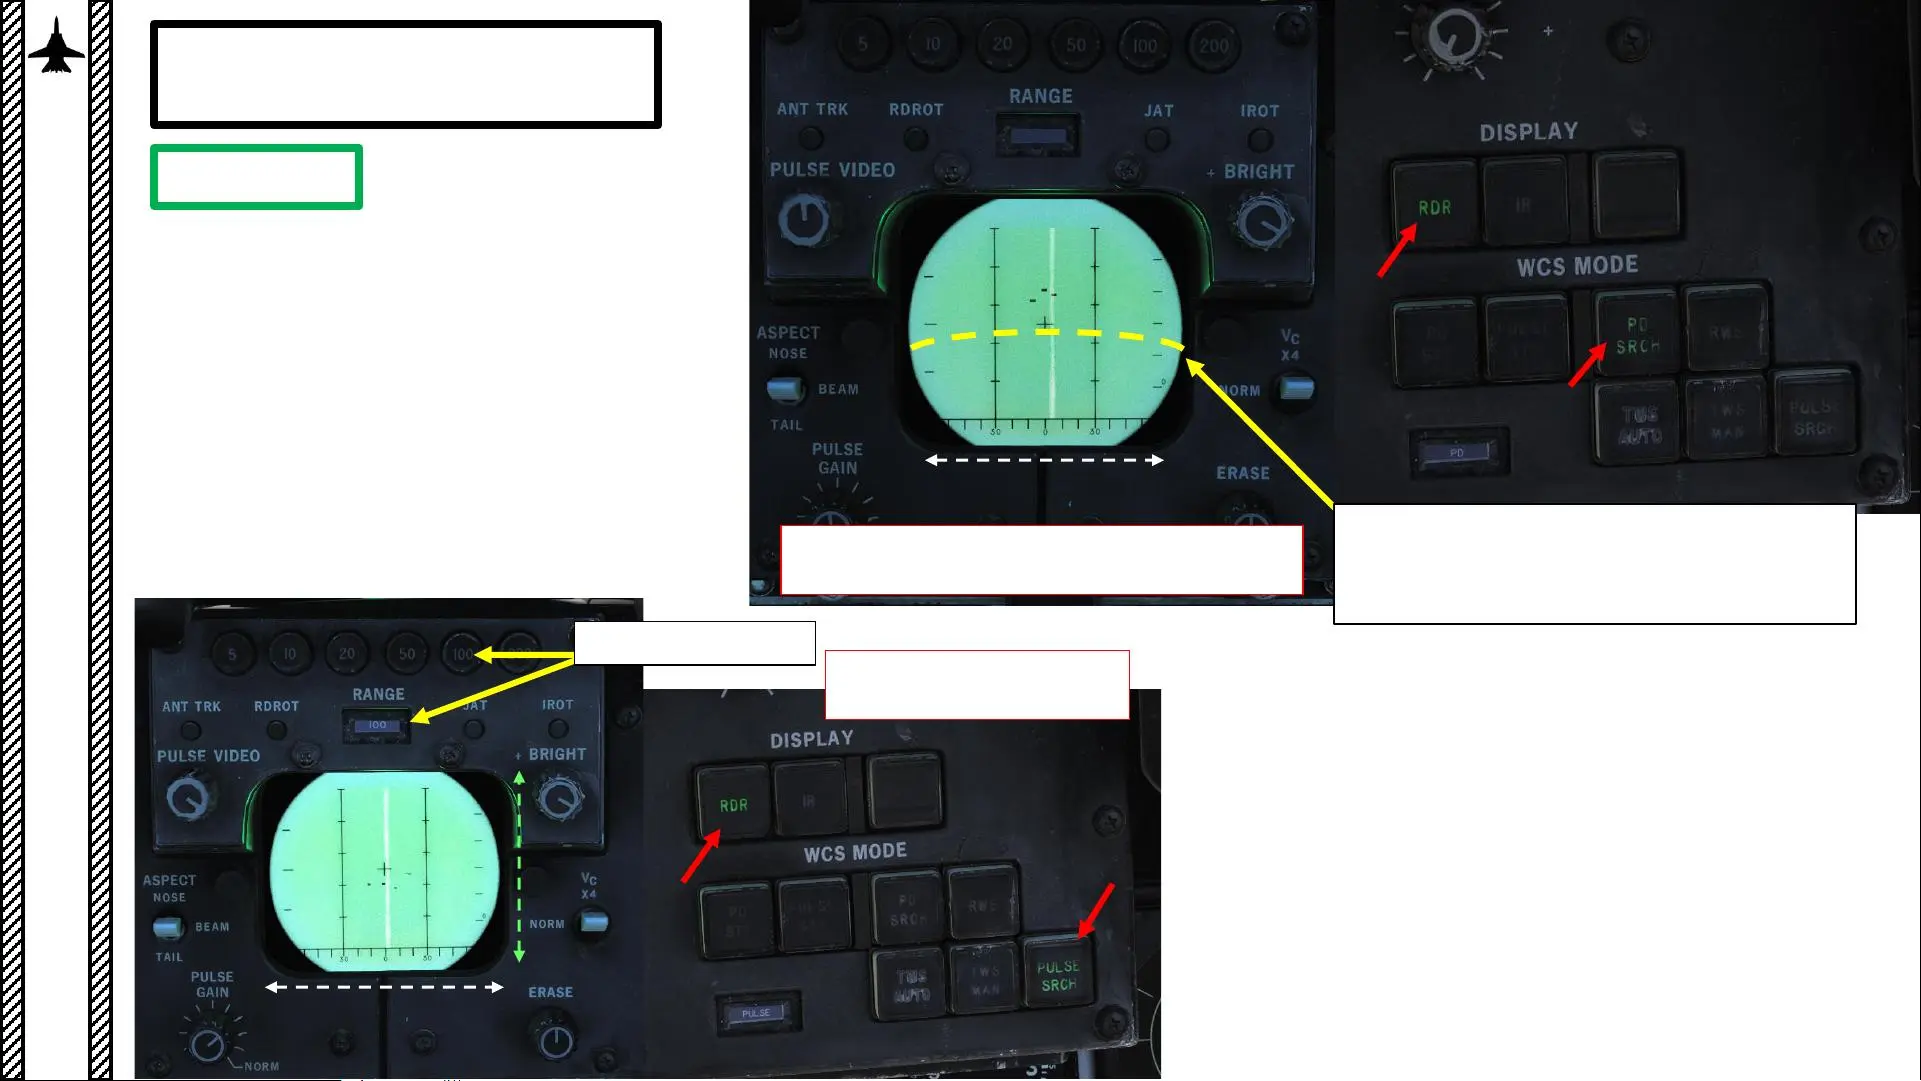 5 10 20 50 100 200
RANGE
ANT TRK RDROT JAT IROT
PULSE VIDEO + BRIGHT
ASPECT
NOSE
BEAM
TAIL
VC
X4
NORM
30 0 30
PULSE
GAIN
ERASE
DISPLAY
RDR IR
WCS MODE
PD
SRCH
RWS
TWS
AUTO
TWS
MAN
PULSE
SRCH
PD
5 10 20 50 100
RANGE
100
ANT TRK RDROT JAT IROT
PULSE VIDEO + BRIGHT
ASPECT
NOSE
BEAM
TAIL
VC
X4
NORM
30 0 30
PULSE
GAIN
NORM
ERASE
DISPLAY
RDR IR
WCS MODE
PD
SRCH
RWS
TWS
AUTO
TWS
MAN
PULSE
SRCH
PULSE